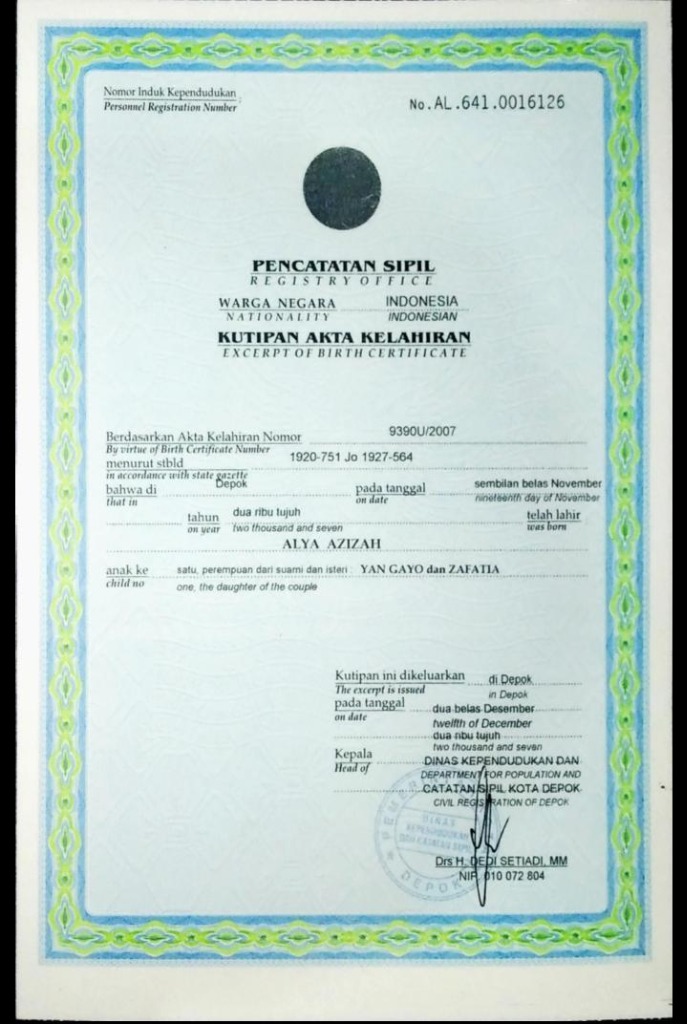 Nomor Induk Kependudukan :
Personnel Registration Number
No.AL.641.0016126
PENCATATAN SIPIL
REGISTRY OFFICE
WARGA NEGARA INDONESIA
NATIONALITY INDONESIAN
KUTIPAN AKTA KELAHIRAN
EXCERPT OF BIRTH CERTIFICATE
Berdasarkan Akta Kelahiran Nomor 9390U/2007
By virtue of Birth Certificate Number
menurut stbld 1920-751 Jo 1927-564
in accordance with state gazette
bahwa di Depok pada tanggal sembilan belas November
that in on date nineteenth day of November
tahun dua ribu tujuh telah lahir
on year two thousand and seven was born
ALYA AZIZAH
anak ke satu, perempuan dari suami dan isteri : YAN GAYO dan ZAFATIA
child no one, the daughter of the couple
Kutipan ini dikeluarkan di Depok
The excerpt is issued in Depok
pada tanggal dua belas Desember
on date twelfth of December
dua ribu tujuh
two thousand and seven
Kepala DINAS KEPENDUDUKAN DAN
Head of DEPARTMENT FOR POPULATION AND
CATATAN SIPIL KOTA DEPOK
CIVIL REGISTRATION OF DEPOK
DINAS
KEPENDUDUKAN
DAN CATATAN SIPIL
DEPOK
Drs H. DEDI SETIADI, MM
NIP. 010 072 804